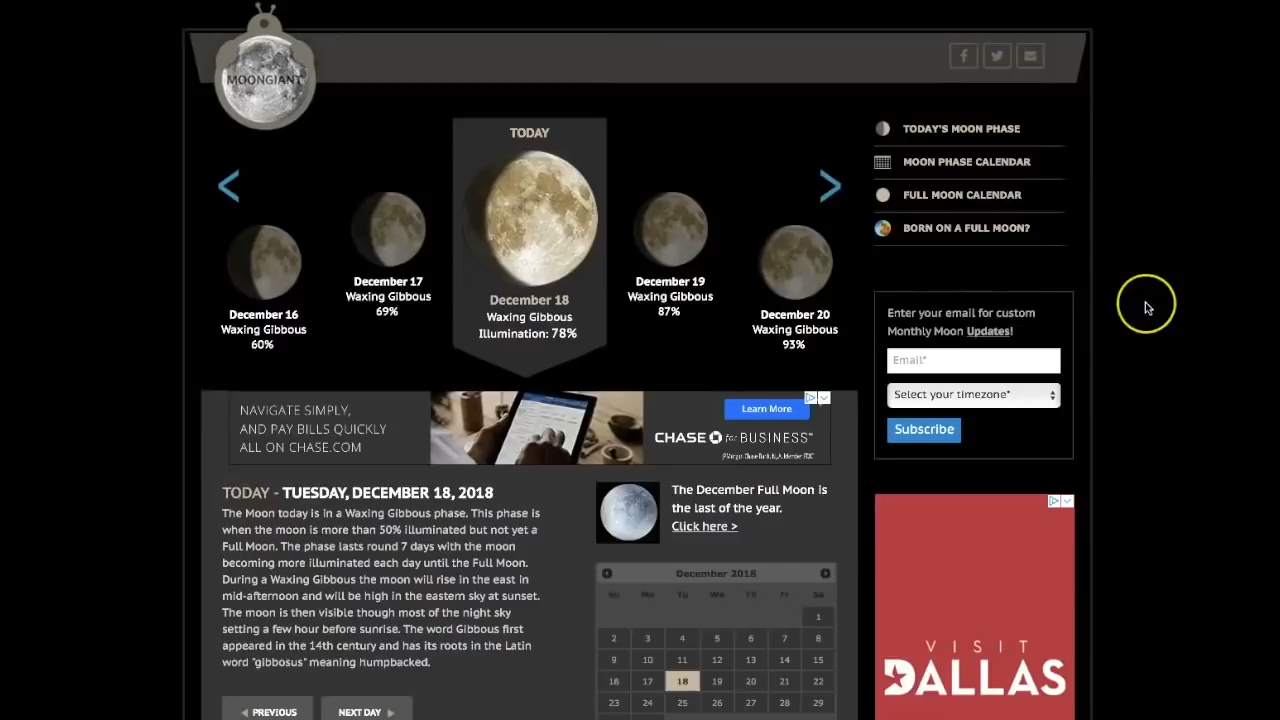 MOONGIANT
TODAY
December 16
Waxing Gibbous
60%
December 17
Waxing Gibbous
69%
December 18
Waxing Gibbous
Illumination: 78%
December 19
Waxing Gibbous
87%
December 20
Waxing Gibbous
93%
TODAY'S MOON PHASE
MOON PHASE CALENDAR
FULL MOON CALENDAR
BORN ON A FULL MOON?
Enter your email for custom
Monthly Moon Updates!
Email*
Select your timezone*
Subscribe
NAVIGATE SIMPLY,
AND PAY BILLS QUICKLY
ALL ON CHASE.COM
Learn More
CHASE for BUSINESS
TODAY - TUESDAY, DECEMBER 18, 2018
The Moon today is in a Waxing Gibbous phase. This phase is
when the moon is more than 50% illuminated but not yet a
Full Moon. The phase lasts round 7 days with the moon
becoming more illuminated each day until the Full Moon.
During a Waxing Gibbous the moon will rise in the east in
mid-afternoon and will be high in the eastern sky at sunset.
The moon is then visible though most of the night sky
setting a few hour before sunrise. The word Gibbous first
appeared in the 14th century and has its roots in the Latin
word "gibbosus" meaning humpbacked.
PREVIOUS
NEXT DAY
The December Full Moon is
the last of the year.
Click here >
December 2018
Su Mo Tu We Th Fr Sa
1
2 3 4 5 6 7 8
9 10 11 12 13 14 15
16 17 18 19 20 21 22
23 24 25 26 27 28 29
VISIT
DALLAS